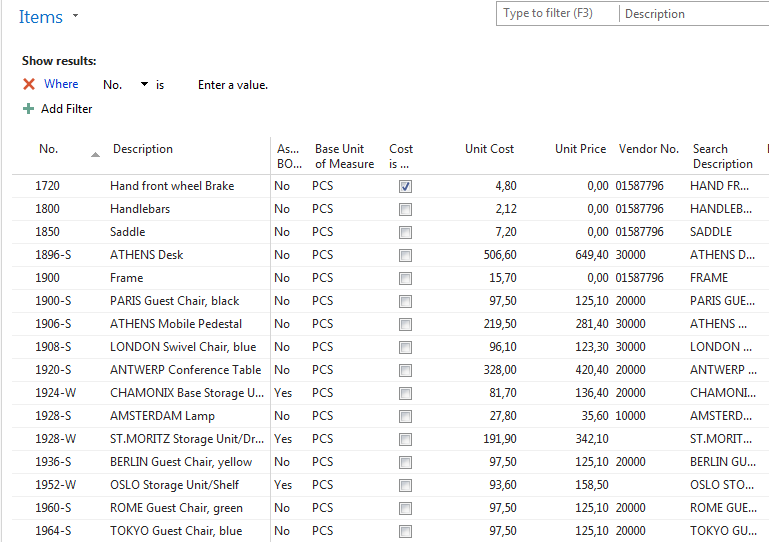 Items
Type to filter (F3) Description
Show results:
Where No. is Enter a value.
Add Filter
No. Description As... BO... Base Unit of Measure Cost is ... Unit Cost Unit Price Vendor No. Search Description
1720 Hand front wheel Brake No PCS 4,80 0,00 01587796 HAND FR...
1800 Handlebars No PCS 2,12 0,00 01587796 HANDLEB...
1850 Saddle No PCS 7,20 0,00 01587796 SADDLE
1896-S ATHENS Desk No PCS 506,60 649,40 30000 ATHENS D...
1900 Frame No PCS 15,70 0,00 01587796 FRAME
1900-S PARIS Guest Chair, black No PCS 97,50 125,10 20000 PARIS GUE...
1906-S ATHENS Mobile Pedestal No PCS 219,50 281,40 30000 ATHENS ...
1908-S LONDON Swivel Chair, blue No PCS 96,10 123,30 30000 LONDON ...
1920-S ANTWERP Conference Table No PCS 328,00 420,40 20000 ANTWERP ...
1924-W CHAMONIX Base Storage U... Yes PCS 81,70 136,40 20000 CHAMONI...
1928-S AMSTERDAM Lamp No PCS 27,80 35,60 10000 AMSTERD...
1928-W ST.MORITZ Storage Unit/Dr... Yes PCS 191,90 342,10 ST.MORIT...
1936-S BERLIN Guest Chair, yellow No PCS 97,50 125,10 20000 BERLIN GU...
1952-W OSLO Storage Unit/Shelf Yes PCS 93,60 158,50 OSLO STO...
1960-S ROME Guest Chair, green No PCS 97,50 125,10 20000 ROME GUE...
1964-S TOKYO Guest Chair, blue No PCS 97,50 125,10 20000 TOKYO GU...